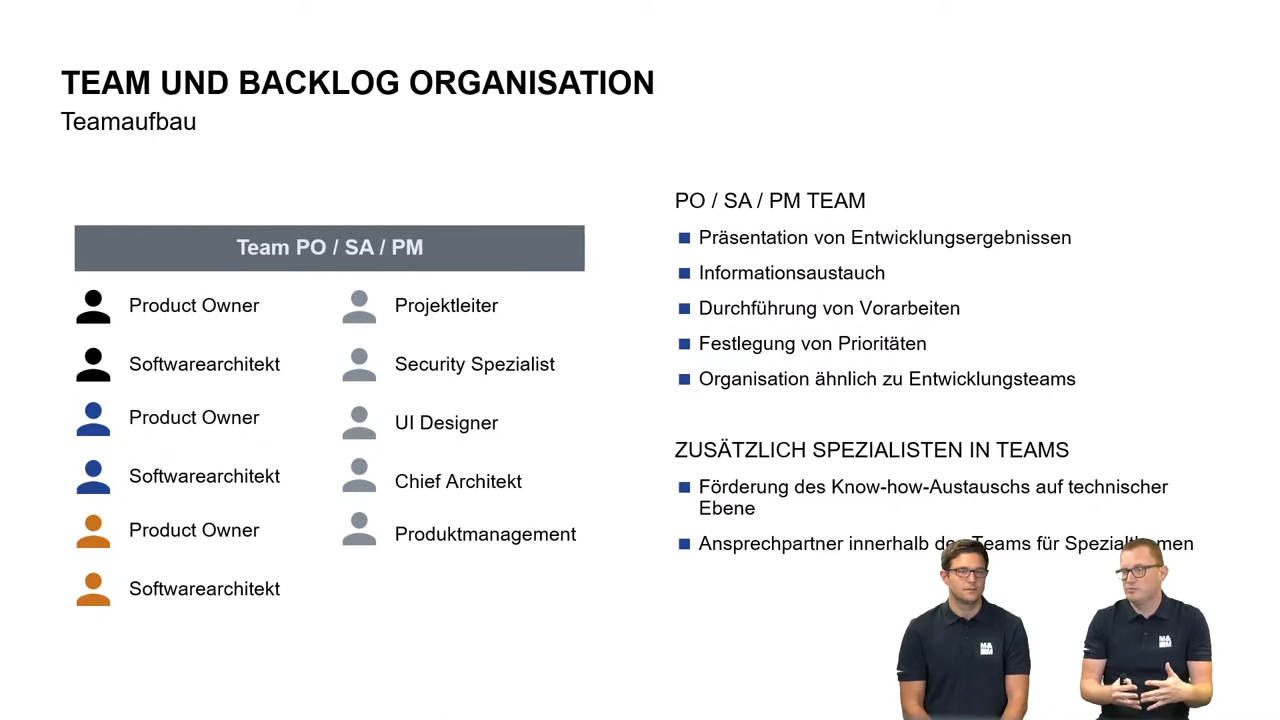 TEAM UND BACKLOG ORGANISATION
Teamaufbau
Team PO / SA / PM
Product Owner
Softwarearchitekt
Product Owner
Softwarearchitekt
Product Owner
Softwarearchitekt
Projektleiter
Security Spezialist
UI Designer
Chief Architekt
Produktmanagement
PO / SA / PM TEAM
Präsentation von Entwicklungsergebnissen
Informationsaustauch
Durchführung von Vorarbeiten
Festlegung von Prioritäten
Organisation ähnlich zu Entwicklungsteams
ZUSÄTZLICH SPEZIALISTEN IN TEAMS
Förderung des Know-how-Austauschs auf technischer
Ebene
Ansprechpartner innerhalb des Teams für Spezialthemen